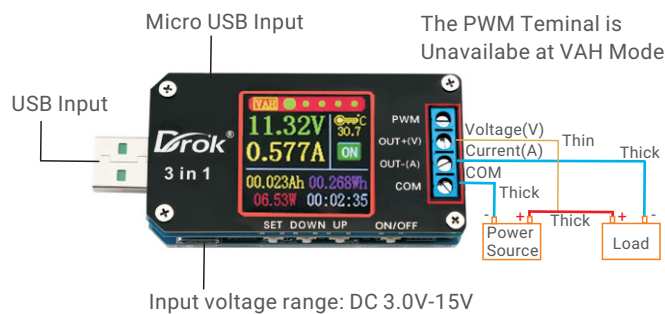 Micro USB Input
The PWM Teminal is
Unavailabe at VAH Mode
USB Input
Drok®
3 in 1
VAH
11.32V
0.577A
°C
30.7
ON
00.023Ah 00.268Wh
06.53W 00:02:35
SET DOWN UP ON/OFF
PWM
OUT+(V)
OUT-(A)
COM
Voltage(V)
Thin
Current(A)
Thick
COM
Thick
- + Thick + -
Power
Source
Load
Input voltage range: DC 3.0V-15V